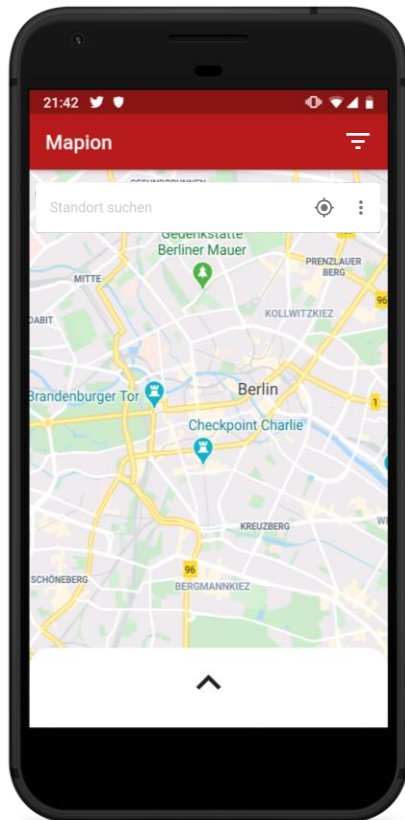 21:42
Mapion
Standort suchen
Gedenkstätte
Berliner Mauer
PRENZLAUER
BERG
MITTE
96
KOLLWITZKIEZ
Brandenburger Tor
Berlin
1
Checkpoint Charlie
KREUZBERG
96
SCHÖNEBERG
BERGMANNKIEZ